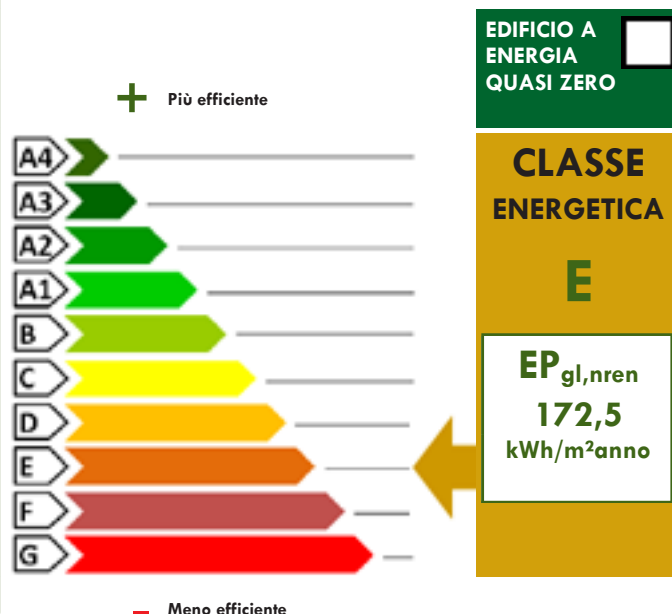 EDIFICIO A
ENERGIA
QUASI ZERO
+ Più efficiente
A4
A3
A2
A1
B
C
D
E
F
G
CLASSE
ENERGETICA
E
EPgl,nren
172,5
kWh/m²anno
- Meno efficiente